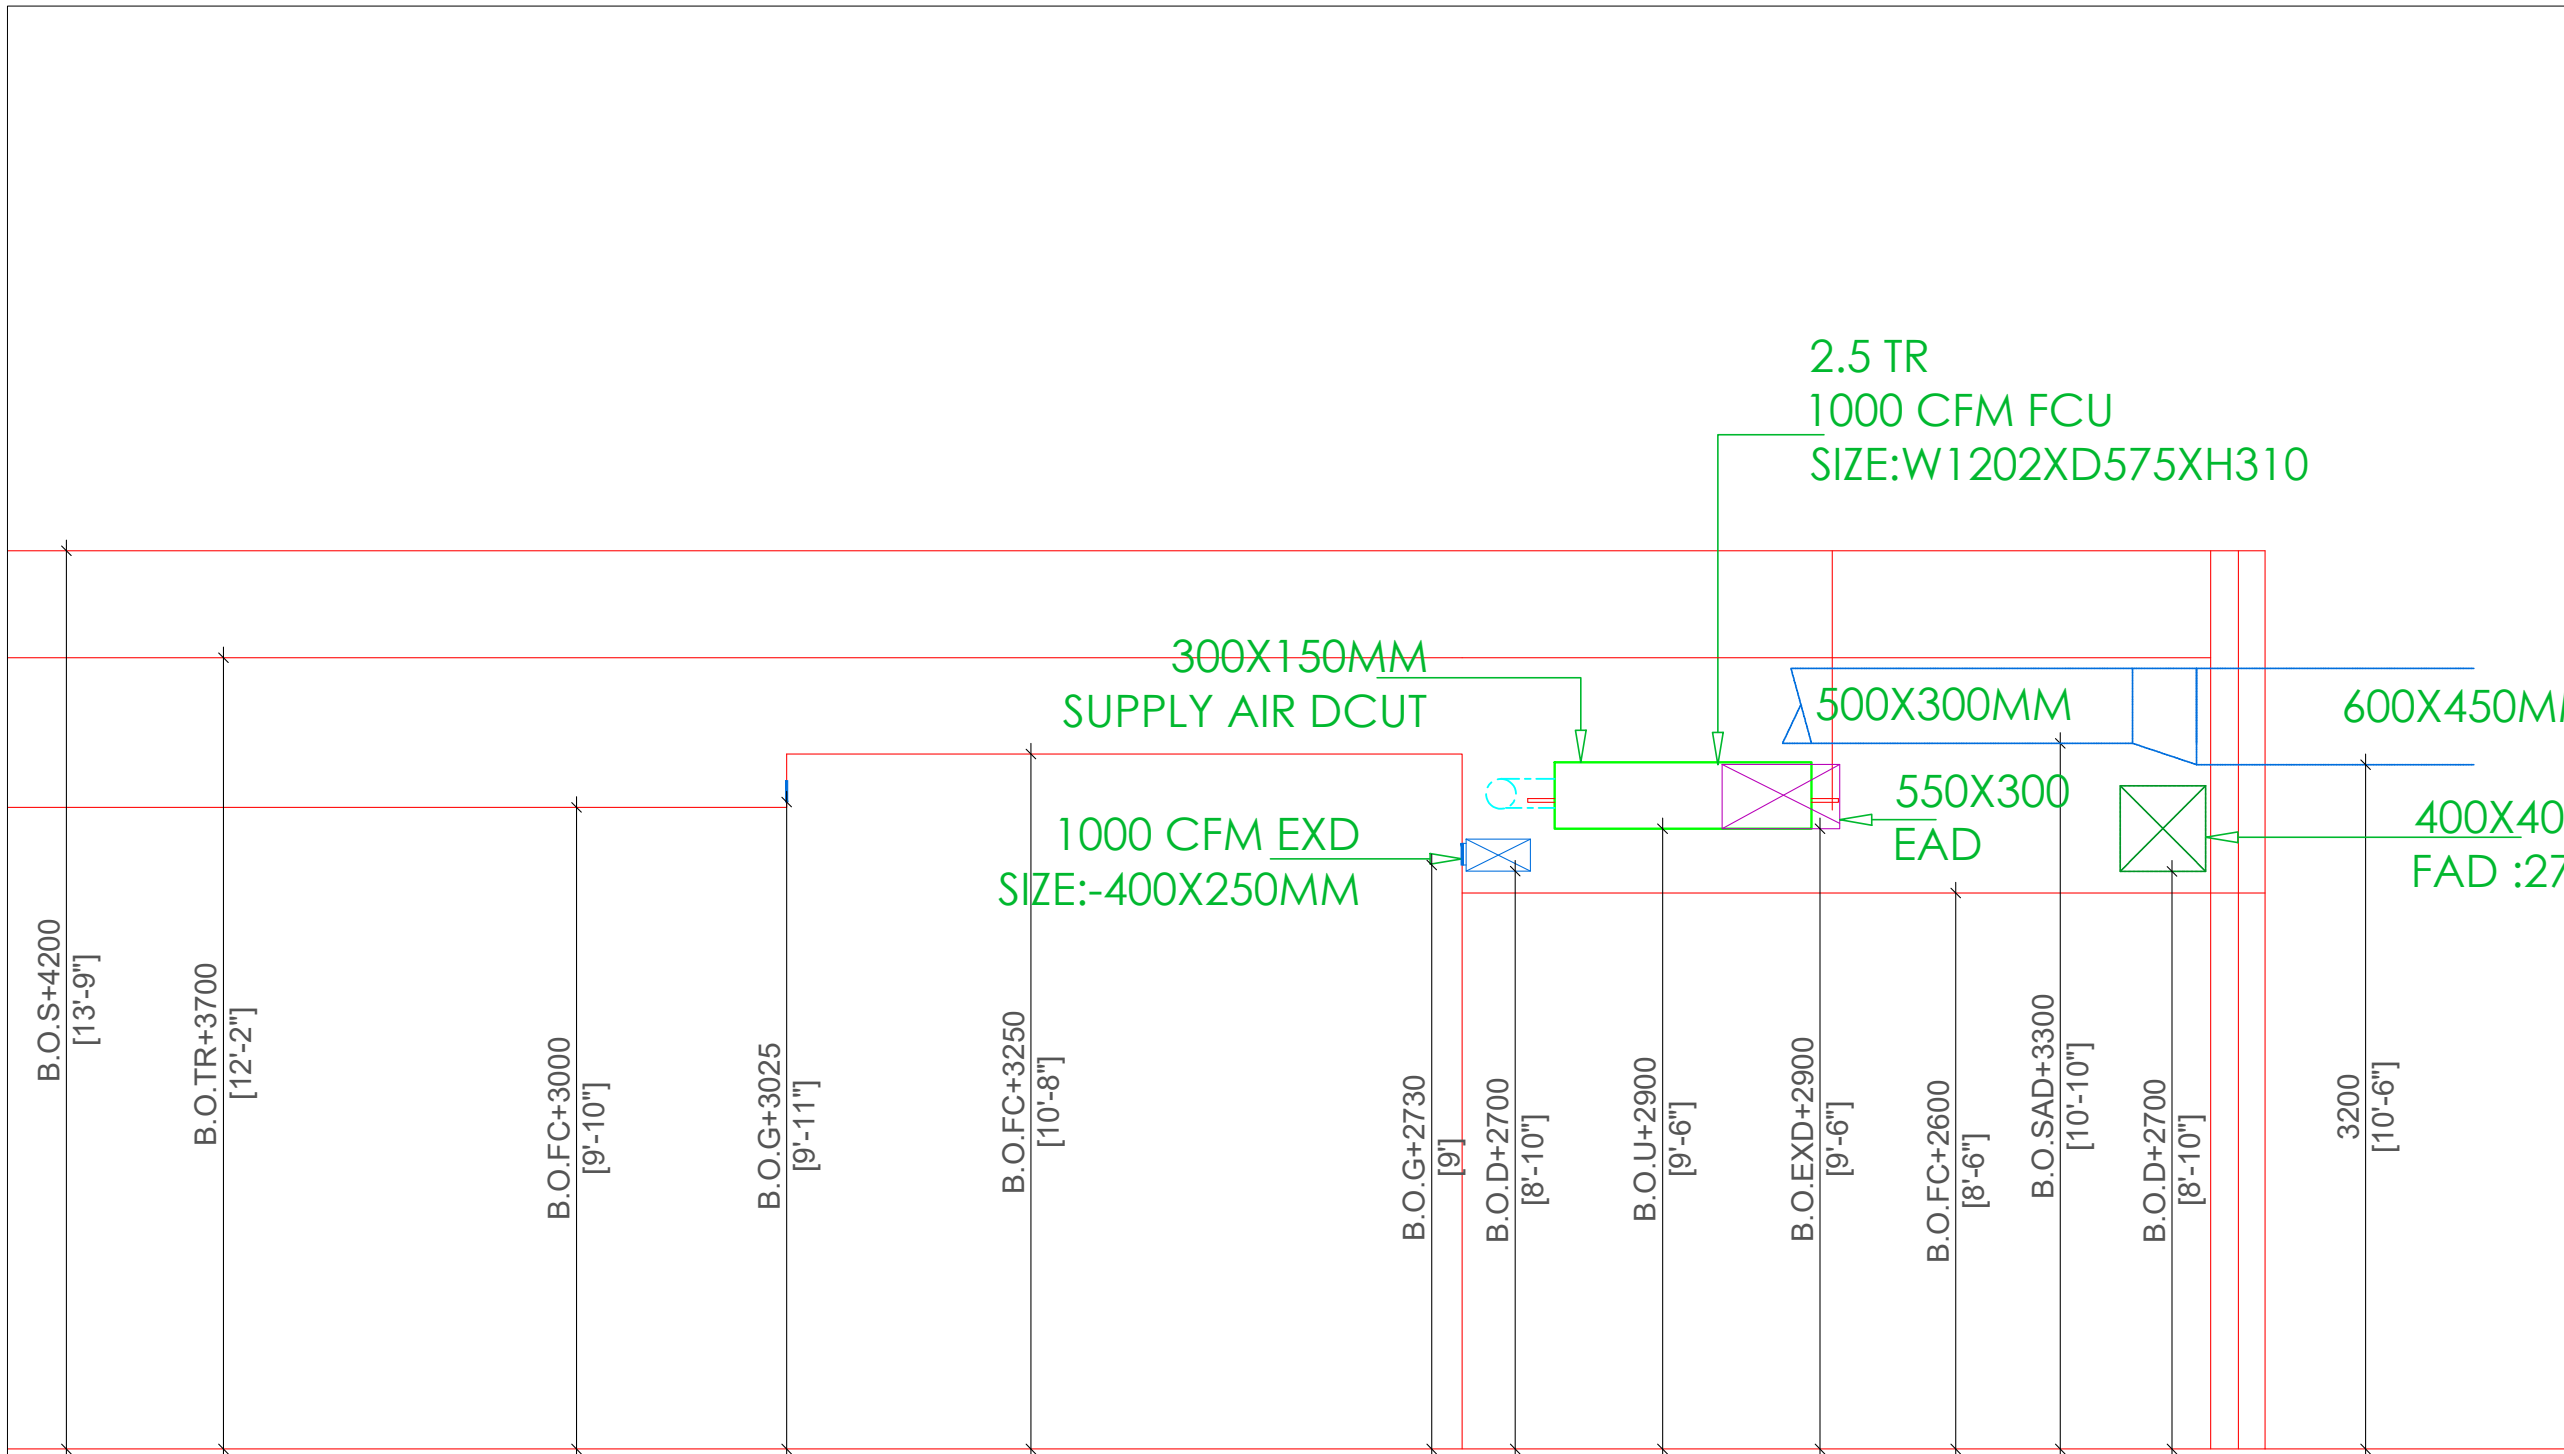 2.5 TR
1000 CFM FCU
SIZE:W1202XD575XH310
300X150MM
SUPPLY AIR DCUT
500X300MM
600X450M
1000 CFM EXD
SIZE:-400X250MM
550X300
EAD
400X40
FAD :27
B.O.S+4200
[13'-9"]
B.O.TR+3700
[12'-2"]
B.O.FC+3000
[9'-10"]
B.O.G+3025
[9'-11"]
B.O.FC+3250
[10'-8"]
B.O.G+2730
[9']
B.O.D+2700
[8'-10"]
B.O.U+2900
[9'-6"]
B.O.EXD+2900
[9'-6"]
B.O.FC+2600
[8'-6"]
B.O.SAD+3300
[10'-10"]
B.O.D+2700
[8'-10"]
3200
[10'-6"]